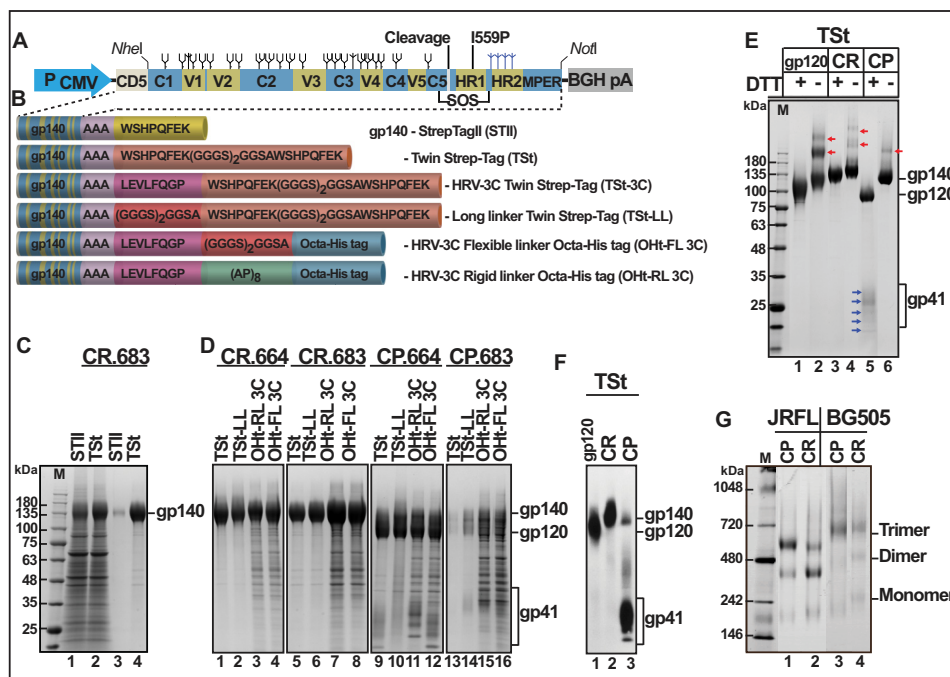 A
NheI
Cleavage
I559P
NotI
P CMV
CD5
C1
V1
V2
C2
V3
C3
V4
C4
V5
C5
HR1
HR2
MPER
BGH pA
SOS
B
gp140 AAA WSHPQFEK
gp140 - StrepTagII (STII)
gp140 AAA WSHPQFEK(GGGS)2GGSAWSHPQFEK
- Twin Strep-Tag (TSt)
gp140 AAA LEVLFQGP WSHPQFEK(GGGS)2GGSAWSHPQFEK
- HRV-3C Twin Strep-Tag (TSt-3C)
gp140 AAA (GGGS)2GGSA WSHPQFEK(GGGS)2GGSAWSHPQFEK
- Long linker Twin Strep-Tag (TSt-LL)
gp140 AAA LEVLFQGP (GGGS)2GGSA Octa-His tag
- HRV-3C Flexible linker Octa-His tag (OHt-FL 3C)
gp140 AAA LEVLFQGP (AP)8 Octa-His tag
- HRV-3C Rigid linker Octa-His tag (OHt-RL 3C)
C
CR.683
STII
TSt
STII
TSt
kDa
M
180
135
100
75
63
48
35
25
gp140
1 2 3 4
D
CR.664 CR.683 CP.664 CP.683
TSt
TSt-LL
OHt-RL 3C
OHt-FL 3C
TSt
TSt-LL
OHt-RL 3C
OHt-FL 3C
TSt
TSt-LL
OHt-RL 3C
OHt-FL 3C
TSt
TSt-LL
OHt-RL 3C
OHt-FL 3C
gp140
gp120
gp41
1 2 3 4 5 6 7 8 9 10 11 12 13 14 15 16
E
TSt
gp120 CR CP
DTT + - + - + -
kDa
M
180
135
100
75
63
48
35
25
gp140
gp120
gp41
1 2 3 4 5 6
F
TSt
gp120
CR
CP
gp140
gp120
gp41
1 2 3
G
JRFL BG505
CP
CR
CP
CR
kDa
M
1048
720
480
242
146
Trimer
Dimer
Monomer
1 2 3 4